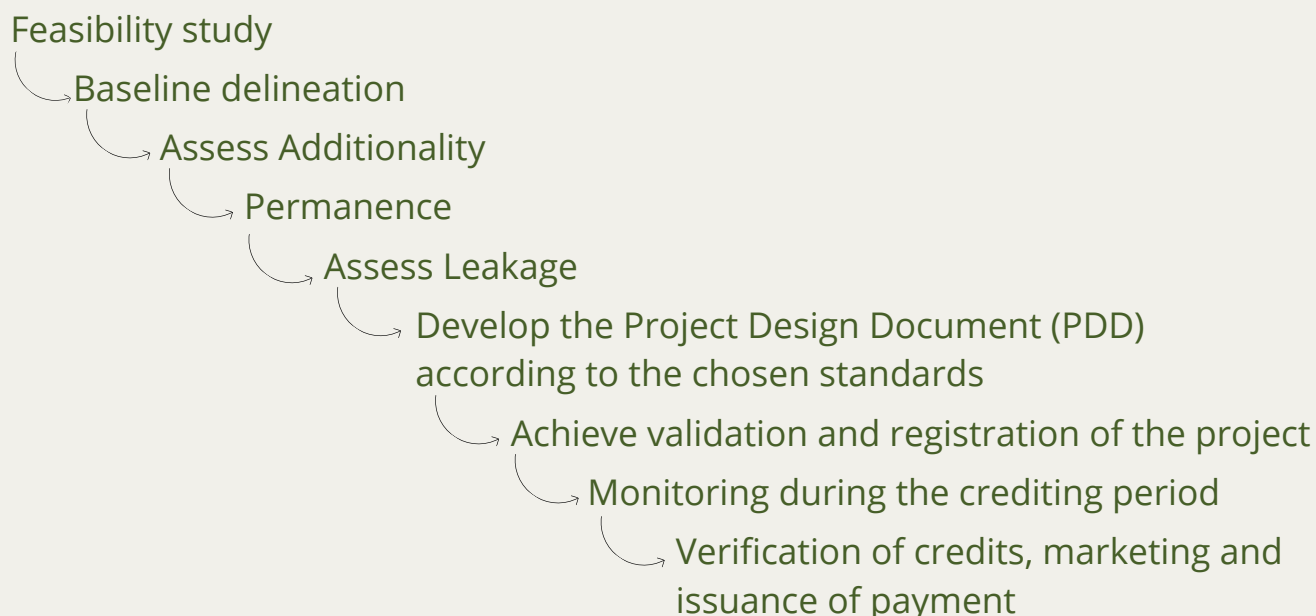 Feasibility study
Baseline delineation
Assess Additionality
Permanence
Assess Leakage
Develop the Project Design Document (PDD)
according to the chosen standards
Achieve validation and registration of the project
Monitoring during the crediting period
Verification of credits, marketing and
issuance of payment